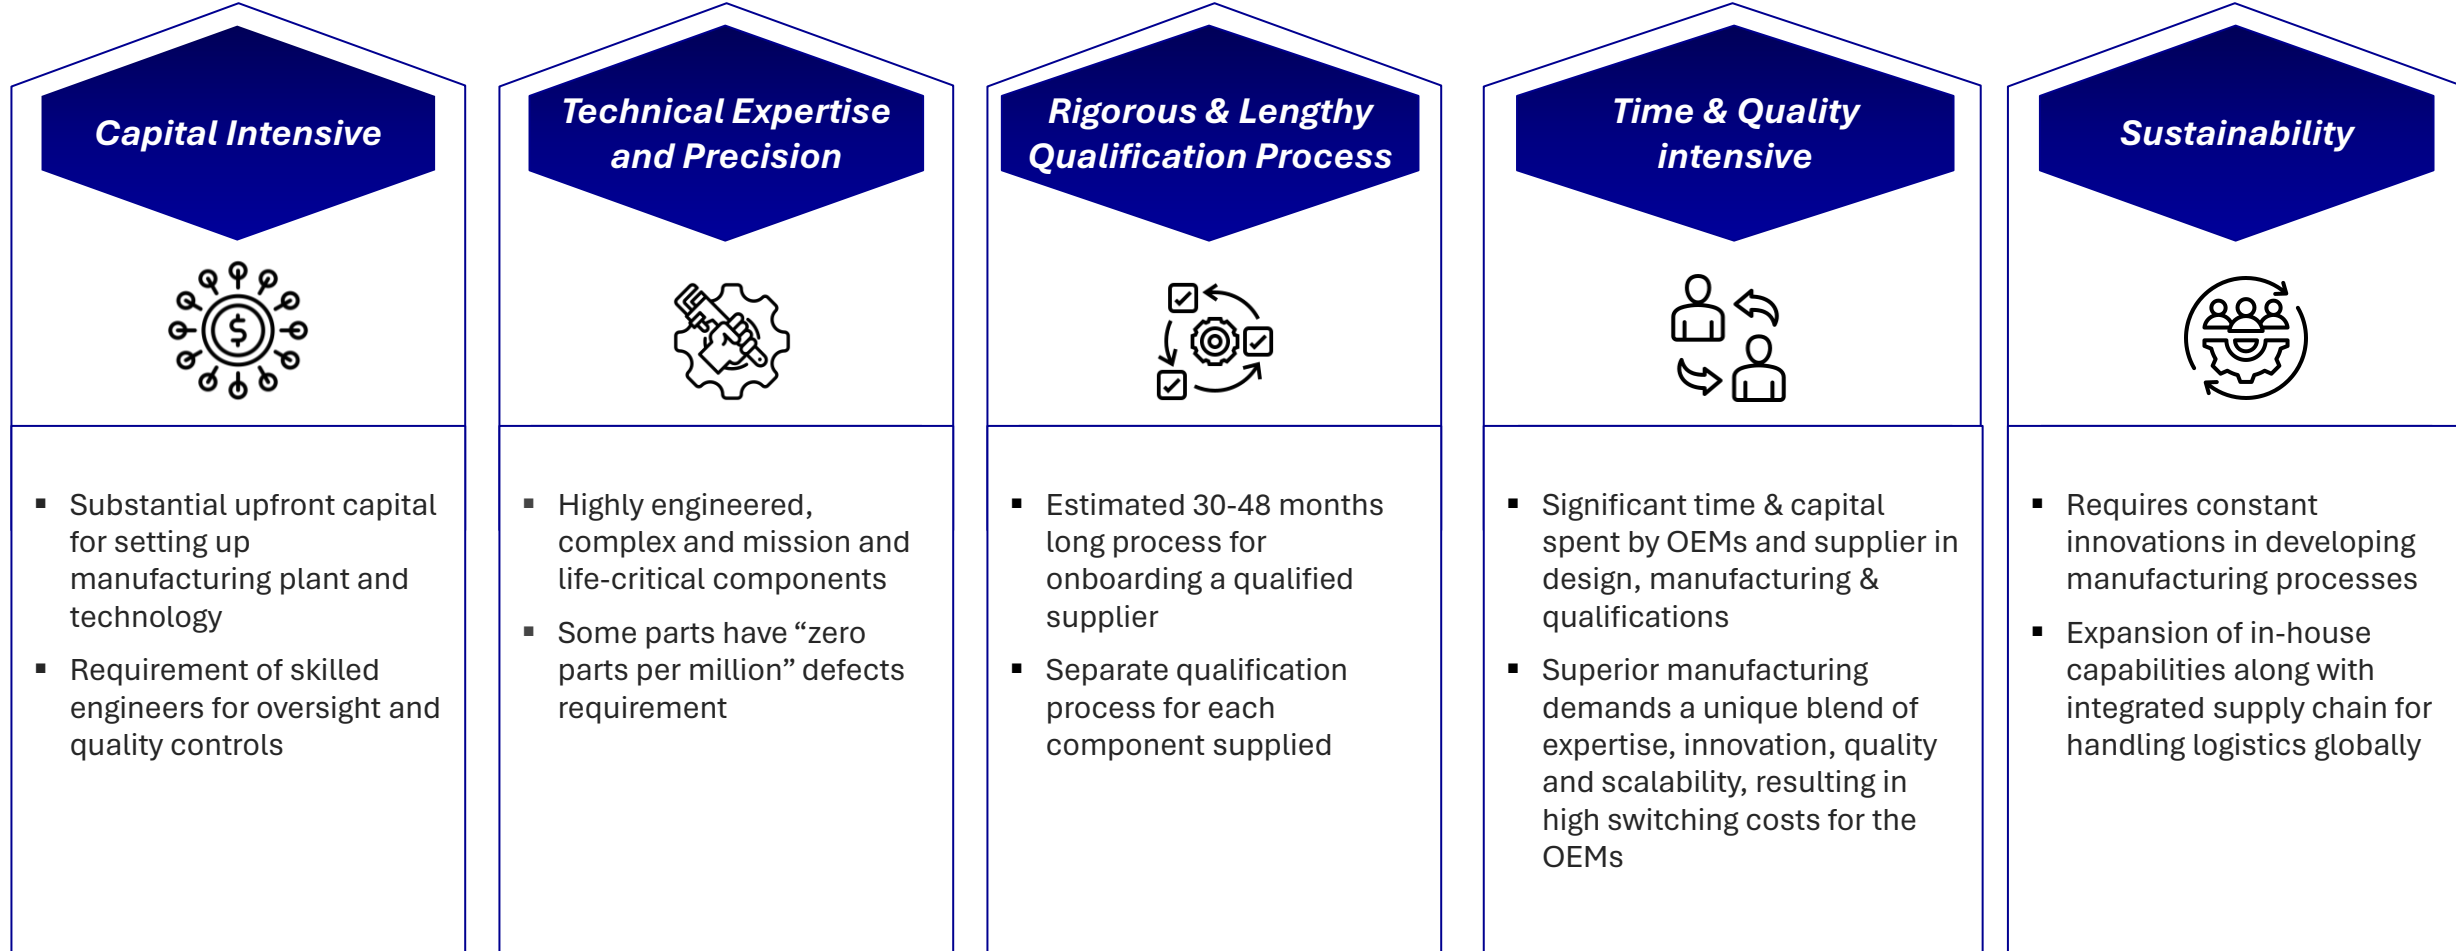 Capital Intensive
$
▪ Substantial upfront capital
for setting up
manufacturing plant and
technology
▪ Requirement of skilled
engineers for oversight and
quality controls
Technical Expertise
and Precision
▪ Highly engineered,
complex and mission and
life-critical components
▪ Some parts have “zero
parts per million” defects
requirement
Rigorous & Lengthy
Qualification Process
▪ Estimated 30-48 months
long process for
onboarding a qualified
supplier
▪ Separate qualification
process for each
component supplied
Time & Quality
intensive
▪ Significant time & capital
spent by OEMs and supplier in
design, manufacturing &
qualifications
▪ Superior manufacturing
demands a unique blend of
expertise, innovation, quality
and scalability, resulting in
high switching costs for the
OEMs
Sustainability
▪ Requires constant
innovations in developing
manufacturing processes
▪ Expansion of in-house
capabilities along with
integrated supply chain for
handling logistics globally